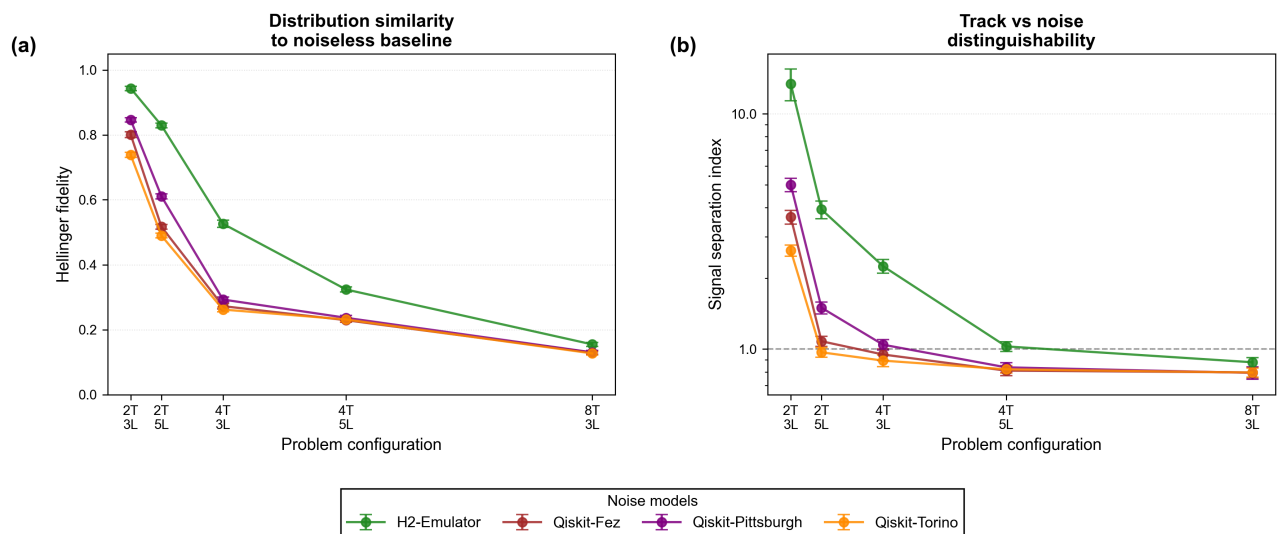 (a)
Distribution similarity
to noiseless baseline
Hellinger fidelity
1.0
0.8
0.6
0.4
0.2
0.0
2T 2T 4T 4T 8T
3L 5L 3L 5L 3L
Problem configuration
(b)
Track vs noise
distinguishability
Signal separation index
10.0
1.0
2T 2T 4T 4T 8T
3L 5L 3L 5L 3L
Problem configuration
Noise models
H2-Emulator Qiskit-Fez Qiskit-Pittsburgh Qiskit-Torino